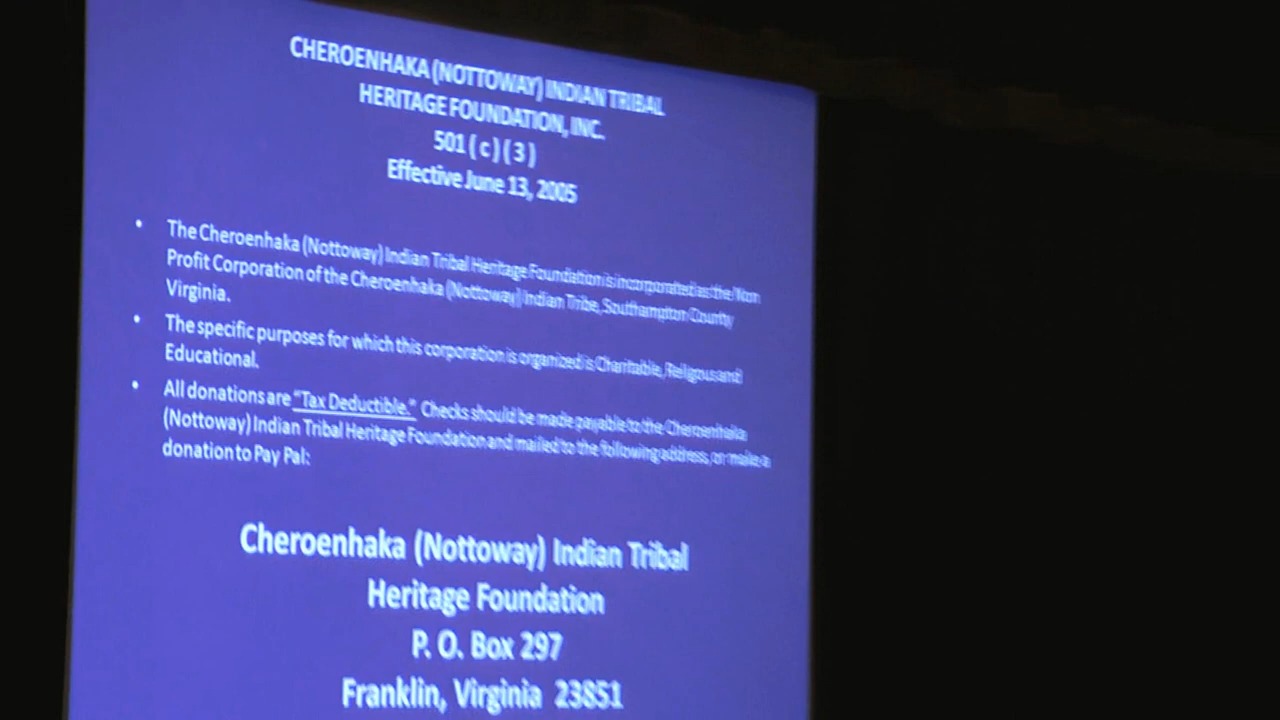 CHEROENHAKA (NOTTOWAY) INDIAN TRIBAL
HERITAGE FOUNDATION, INC.
501 ( c ) ( 3 )
Effective June 13, 2005
• The Cheroenhaka (Nottoway) Indian Tribal Heritage Foundation is incorporated as the Non
Profit Corporation of the Cheroenhaka (Nottoway) Indian Tribe, Southampton County
Virginia.
• The specific purposes for which this corporation is organized is Charitable, Religous and
Educational.
• All donations are "Tax Deductible." Checks should be made payable to the Cheroenhaka
(Nottoway) Indian Tribal Heritage Foundation and mailed to the following address, or make a
donation to Pay Pal:
Cheroenhaka (Nottoway) Indian Tribal
Heritage Foundation
P. O. Box 297
Franklin, Virginia 23851